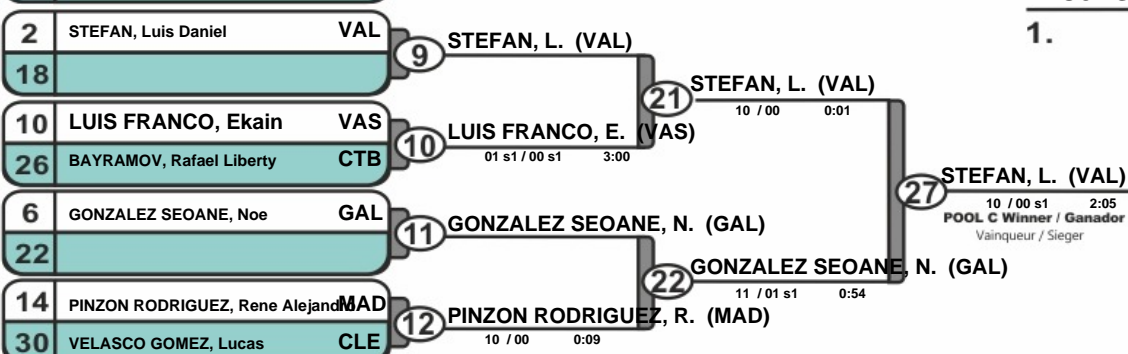 1.
2 STEFAN, Luis Daniel VAL
18
9 STEFAN, L. (VAL)
10 LUIS FRANCO, Ekain VAS
26 BAYRAMOV, Rafael Liberty CTB
10 LUIS FRANCO, E. (VAS)
01 s1 / 00 s1 3:00
21 STEFAN, L. (VAL)
10 / 00 0:01
6 GONZALEZ SEOANE, Noe GAL
22
11 GONZALEZ SEOANE, N. (GAL)
14 PINZON RODRIGUEZ, Rene Alejandro MAD
30 VELASCO GOMEZ, Lucas CLE
12 PINZON RODRIGUEZ, R. (MAD)
10 / 00 0:09
22 GONZALEZ SEOANE, N. (GAL)
11 / 01 s1 0:54
27 STEFAN, L. (VAL)
10 / 00 s1 2:05
POOL C Winner / Ganador
Vainqueur / Sieger